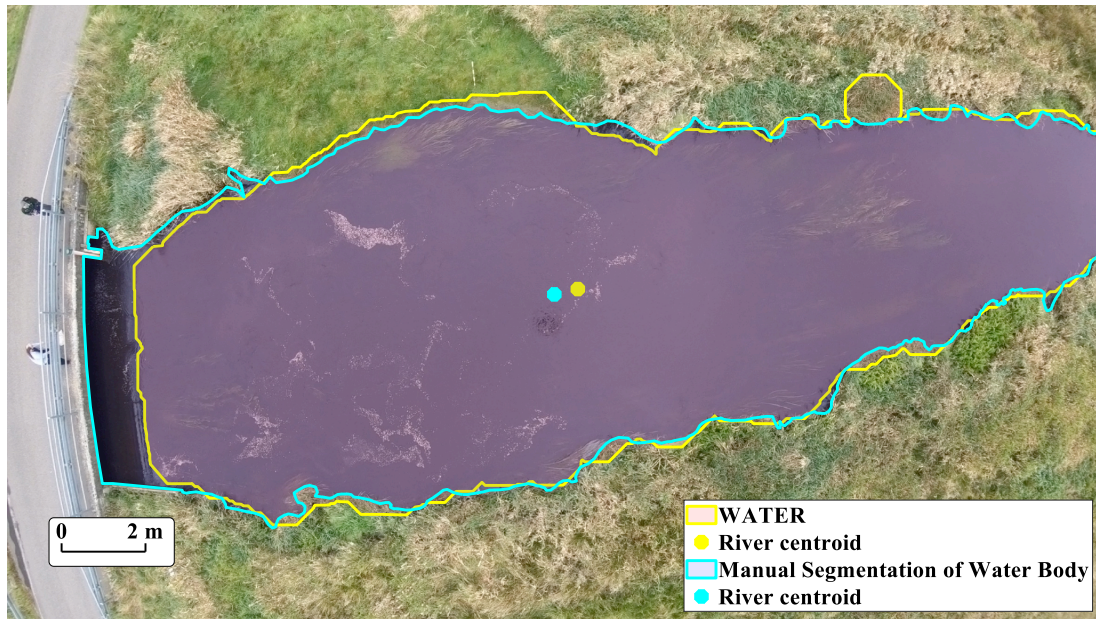 0 2 m
WATER
River centroid
Manual Segmentation of Water Body
River centroid